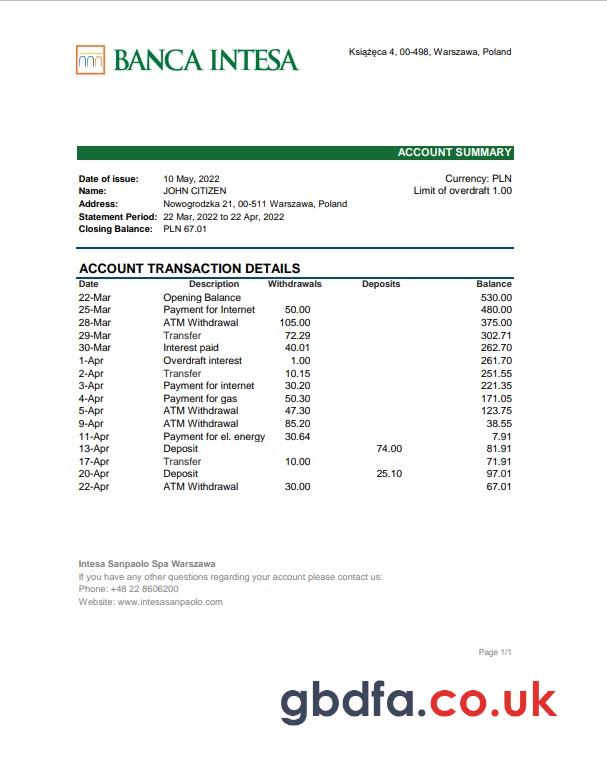 BANCA INTESA
Książęca 4, 00-498, Warszawa, Poland
ACCOUNT SUMMARY
Date of issue: 10 May, 2022 Currency: PLN
Name: JOHN CITIZEN Limit of overdraft 1.00
Address: Nowogrodzka 21, 00-511 Warszawa, Poland
Statement Period: 22 Mar, 2022 to 22 Apr, 2022
Closing Balance: PLN 67.01
ACCOUNT TRANSACTION DETAILS
Date Description Withdrawals Deposits Balance
22-Mar Opening Balance 530.00
25-Mar Payment for Internet 50.00 480.00
28-Mar ATM Withdrawal 105.00 375.00
29-Mar Transfer 72.29 302.71
30-Mar Interest paid 40.01 262.70
1-Apr Overdraft interest 1.00 261.70
2-Apr Transfer 10.15 251.55
3-Apr Payment for internet 30.20 221.35
4-Apr Payment for gas 50.30 171.05
5-Apr ATM Withdrawal 47.30 123.75
9-Apr ATM Withdrawal 85.20 38.55
11-Apr Payment for el. energy 30.64 7.91
13-Apr Deposit 74.00 81.91
17-Apr Transfer 10.00 71.91
20-Apr Deposit 25.10 97.01
22-Apr ATM Withdrawal 30.00 67.01
Intesa Sanpaolo Spa Warszawa
If you have any other questions regarding your account please contact us:
Phone: +48 22 8606200
Website: www.intesasanpaolo.com
Page 1/1
gbdfa.co.uk